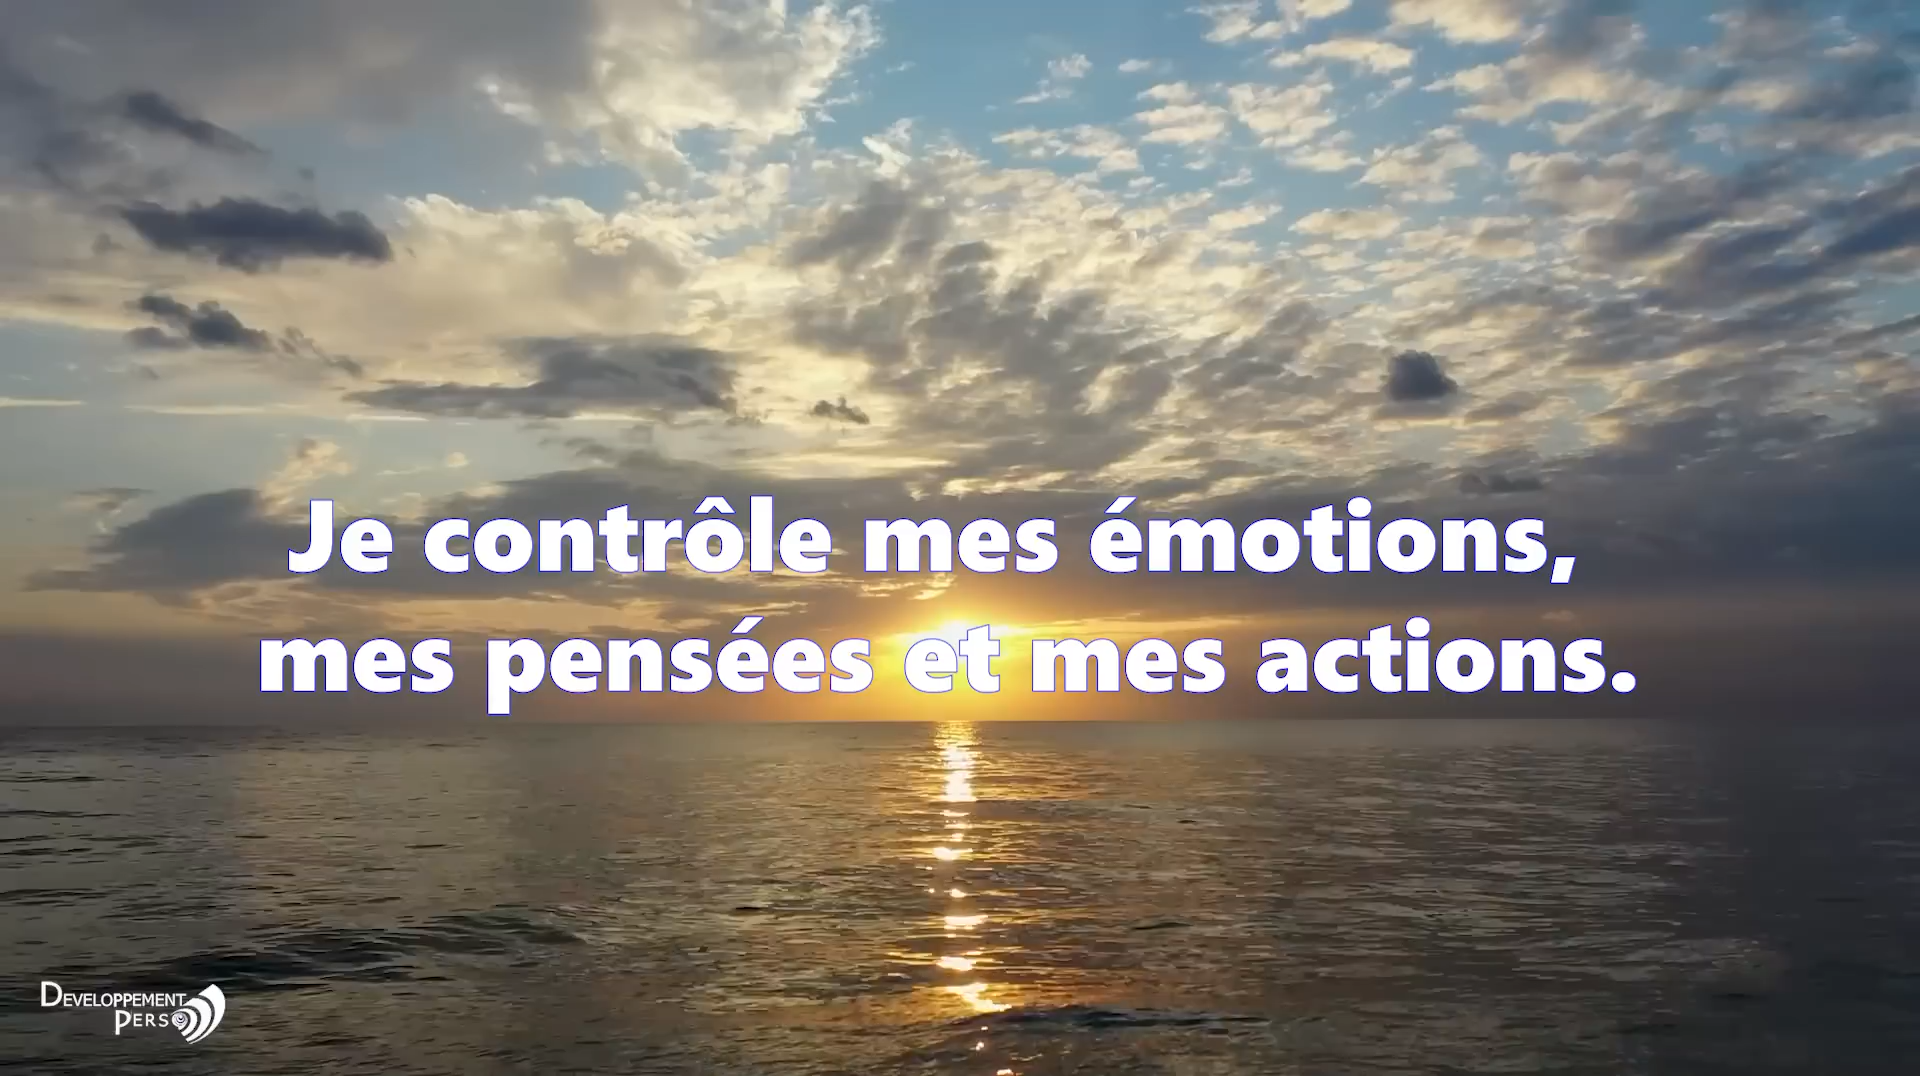 Je contrôle mes émotions,
mes pensées et mes actions.
DEVELOPPEMENT
PERSO